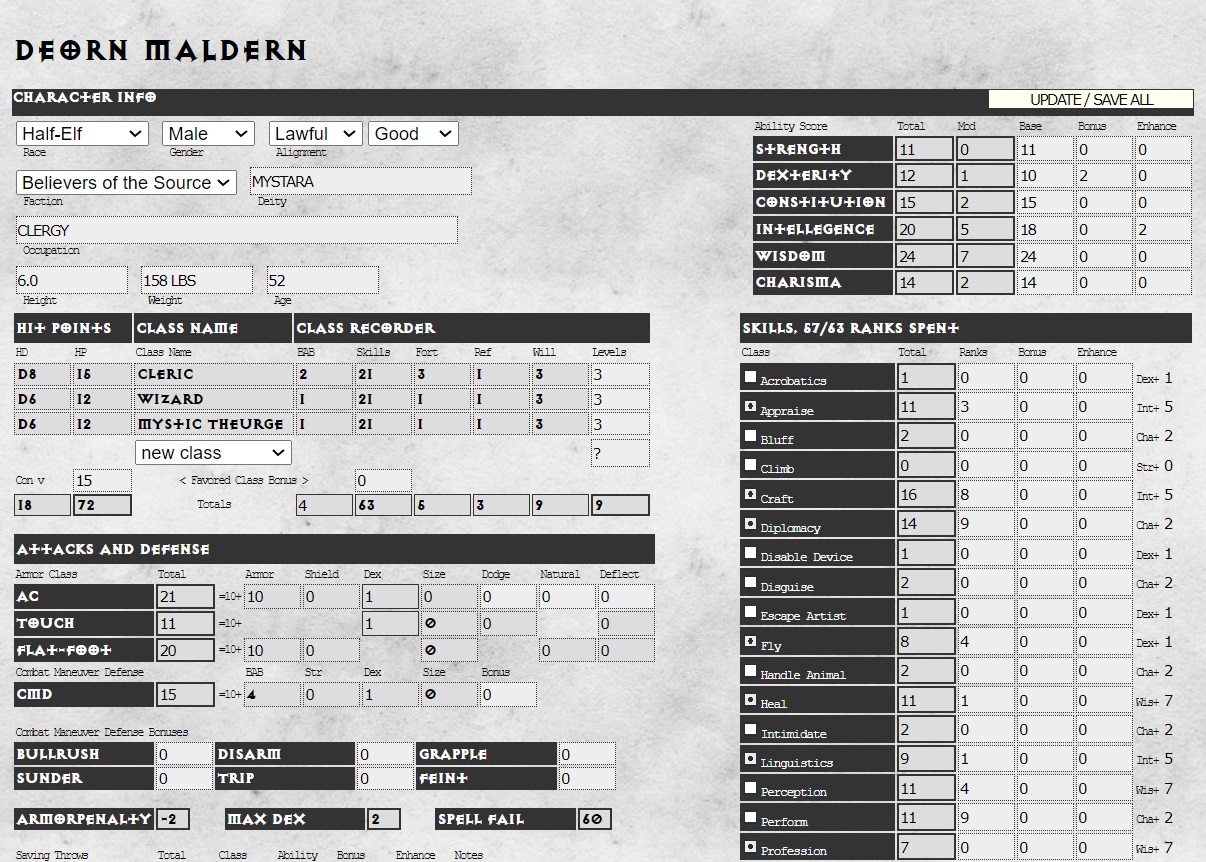 DEORN MALDERN
CHARACTER INFO UPDATE / SAVE ALL
Half-Elf Male Lawful Good
Race Gender Alignment
Believers of the Source MYSTARA
Faction Deity
CLERGY
Occupation
6.0 158 LBS 52
Height Weight Age
Ability Score Total Mod Base Bonus Enhance
STRENGTH 11 0 11 0 0
DEXTERITY 12 1 10 2 0
CONSTITUTION 15 2 15 0 0
INTELLEGENCE 20 5 18 0 2
WISDOM 24 7 24 0 0
CHARISMA 14 2 14 0 0
HIT POINTS CLASS NAME CLASS RECORDER
HD HP Class Name BAB Skills Fort Ref Will Levels
D8 15 CLERIC 2 21 3 1 3 3
D6 12 WIZARD 1 21 1 1 3 3
D6 12 MYSTIC THEURGE 1 21 1 1 3 3
new class ?
Con v 15 < Favored Class Bonus > 0
18 72 Totals 4 63 5 3 9 9
ATTACKS AND DEFENSE
Armor Class Total Armor Shield Dex Size Dodge Natural Deflect
AC 21 =10+ 10 0 1 0 0 0 0
TOUCH 11 =10+ 1 0 0 0
FLAT-FOOT 20 =10+ 10 0 0 0 0
Combat Maneuver Defense BAB Str Dex Size Bonus
CMD 15 =10+ 4 0 1 0 0
Combat Maneuver Defense Bonuses
BULLRUSH 0 DISARM 0 GRAPPLE 0
SUNDER 0 TRIP 0 FEINT 0
ARMORPENALTY -2 MAX DEX 2 SPELL FAIL 60
Saving Throws Total Class Ability Bonus Enhance Notes
SKILLS, 67/63 RANKS SPENT
Class Total Ranks Bonus Enhance
Acrobatics 1 0 0 0 Dex+ 1
Appraise 11 3 0 0 Int+ 5
Bluff 2 0 0 0 Cha+ 2
Climb 0 0 0 0 Str+ 0
Craft 16 8 0 0 Int+ 5
Diplomacy 14 9 0 0 Cha+ 2
Disable Device 1 0 0 0 Dex+ 1
Disguise 2 0 0 0 Cha+ 2
Escape Artist 1 0 0 0 Dex+ 1
Fly 8 4 0 0 Dex+ 1
Handle Animal 2 0 0 0 Cha+ 2
Heal 11 1 0 0 Wis+ 7
Intimidate 2 0 0 0 Cha+ 2
Linguistics 9 1 0 0 Int+ 5
Perception 11 4 0 0 Wis+ 7
Perform 11 9 0 0 Cha+ 2
Profession 7 0 0 0 Wis+ 7